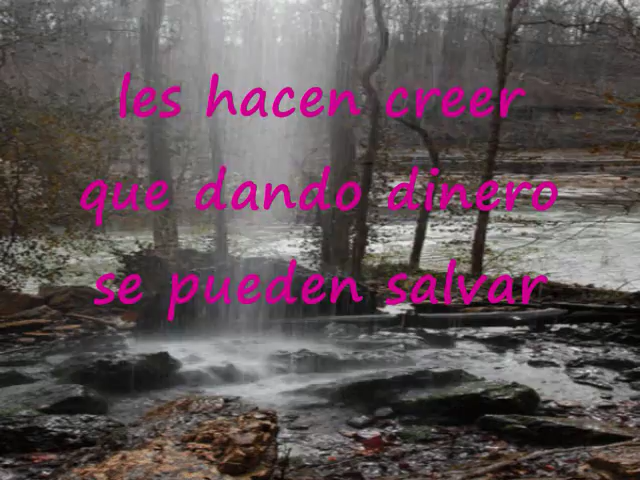 les hacen creer
que dando dinero
se pueden salvar